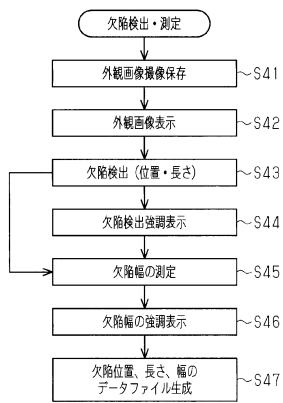 欠陥検出・測定
外観画像撮像保存 S41
外観画像表示 S42
欠陥検出(位置・長さ) S43
欠陥検出強調表示 S44
欠陥幅の測定 S45
欠陥幅の強調表示 S46
欠陥位置、長さ、幅の
データファイル生成 S47